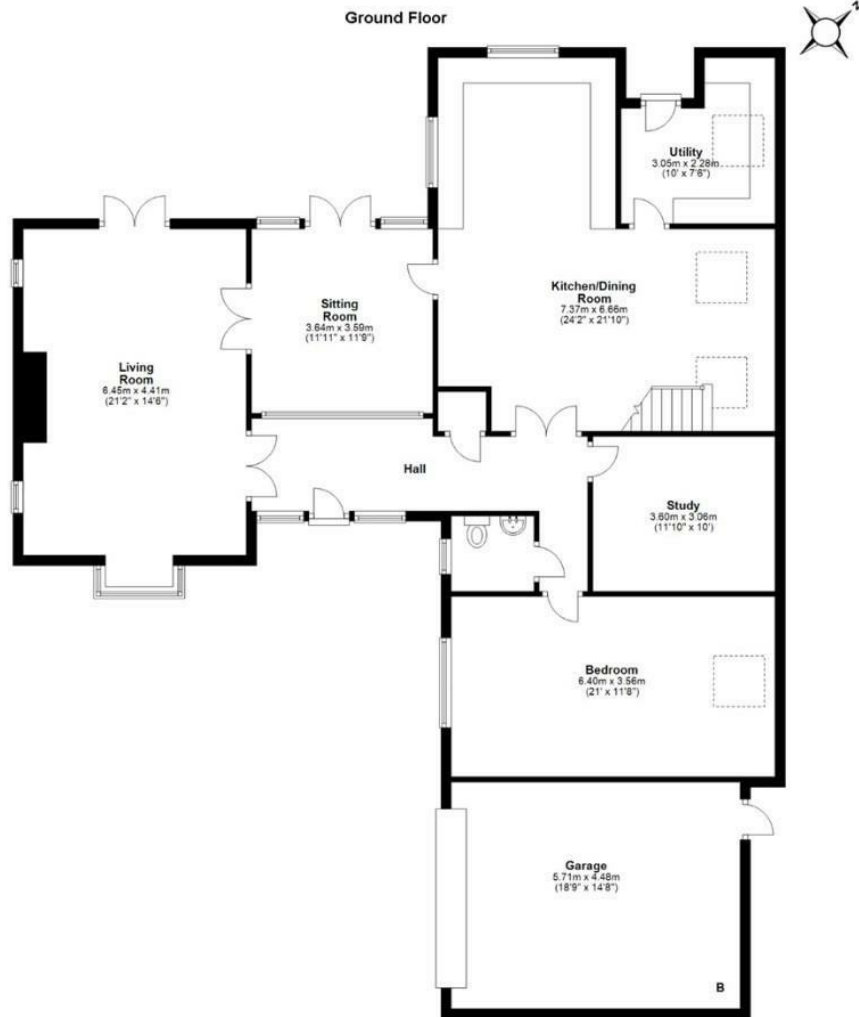 Ground Floor
Utility
3.05m x 2.28m
(10' x 7'6")
Kitchen/Dining
Room
7.37m x 6.66m
(24'2" x 21'10")
Sitting
Room
3.64m x 3.59m
(11'11" x 11'9")
Living
Room
6.45m x 4.41m
(21'2" x 14'6")
Hall
Study
3.60m x 3.06m
(11'10" x 10')
Bedroom
6.40m x 3.56m
(21' x 11'8")
Garage
5.71m x 4.48m
(18'9" x 14'8")
B